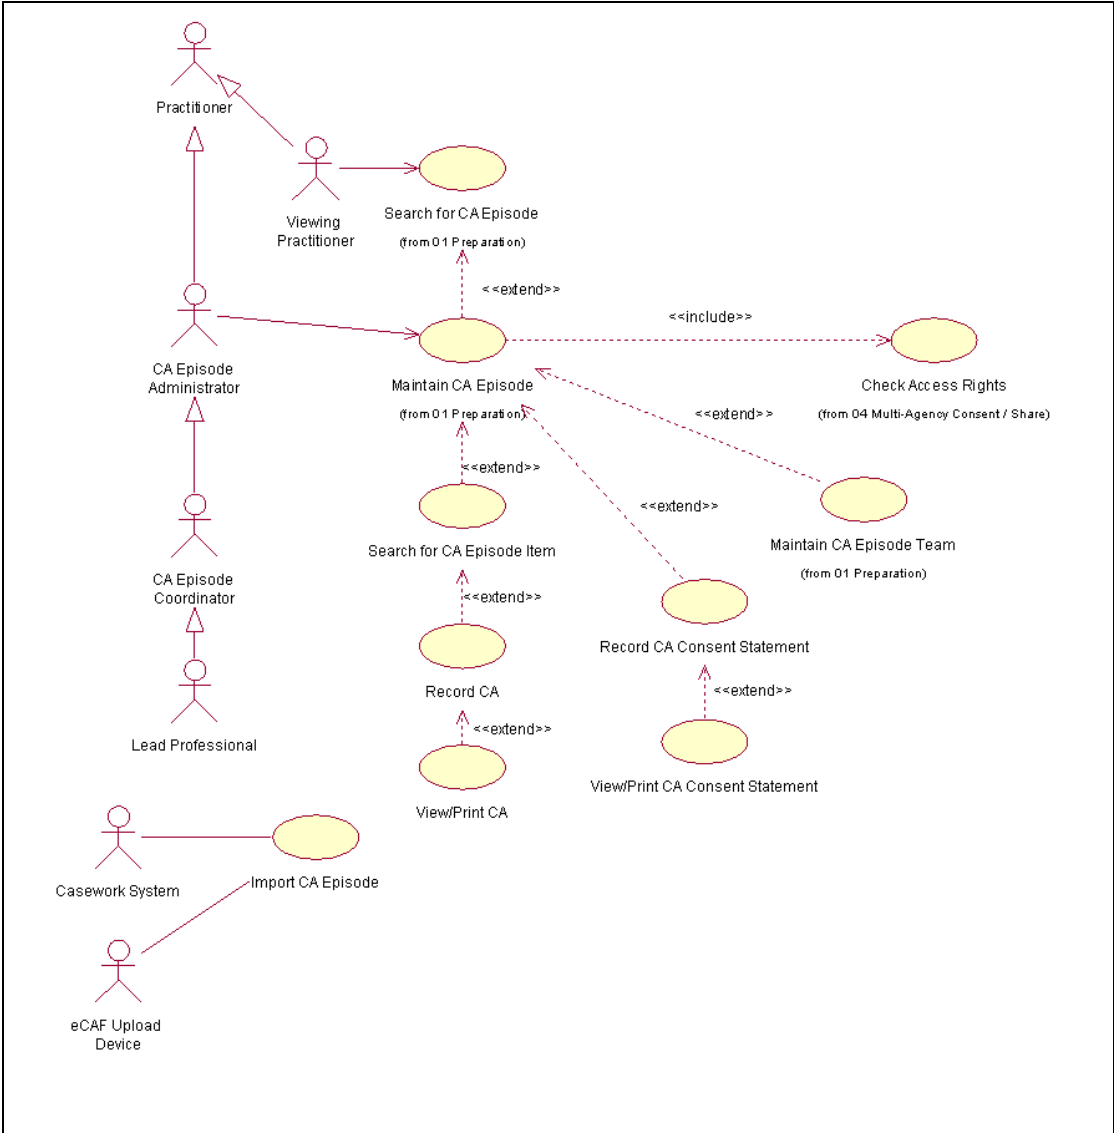 Practitioner
Viewing
Practitioner
Search for CA Episode
(from 01 Preparation)
<<extend>>
<<include>>
CA Episode
Administrator
Maintain CA Episode
(from 01 Preparation)
Check Access Rights
(from 04 Multi-Agency Consent / Share)
<<extend>>
<<extend>>
<<extend>>
Search for CA Episode Item
Maintain CA Episode Team
(from 01 Preparation)
CA Episode
Coordinator
<<extend>>
Record CA Consent Statement
Record CA
<<extend>>
<<extend>>
Lead Professional
View/Print CA Consent Statement
View/Print CA
Casework System
Import CA Episode
eCAF Upload
Device